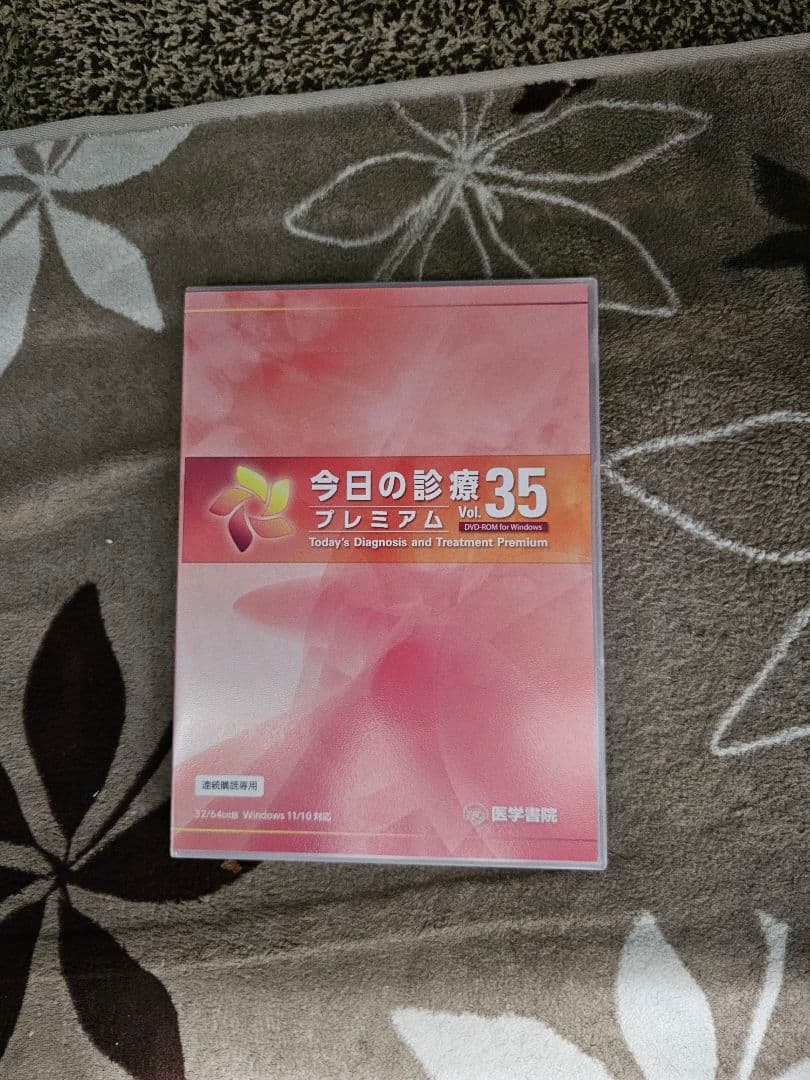 今日の診療
プレミアム
Vol. 35
DVD-ROM for Windows
Today's Diagnosis and Treatment Premium
連続購読専用
32/64bit版 Windows 11/10 対応
医学書院